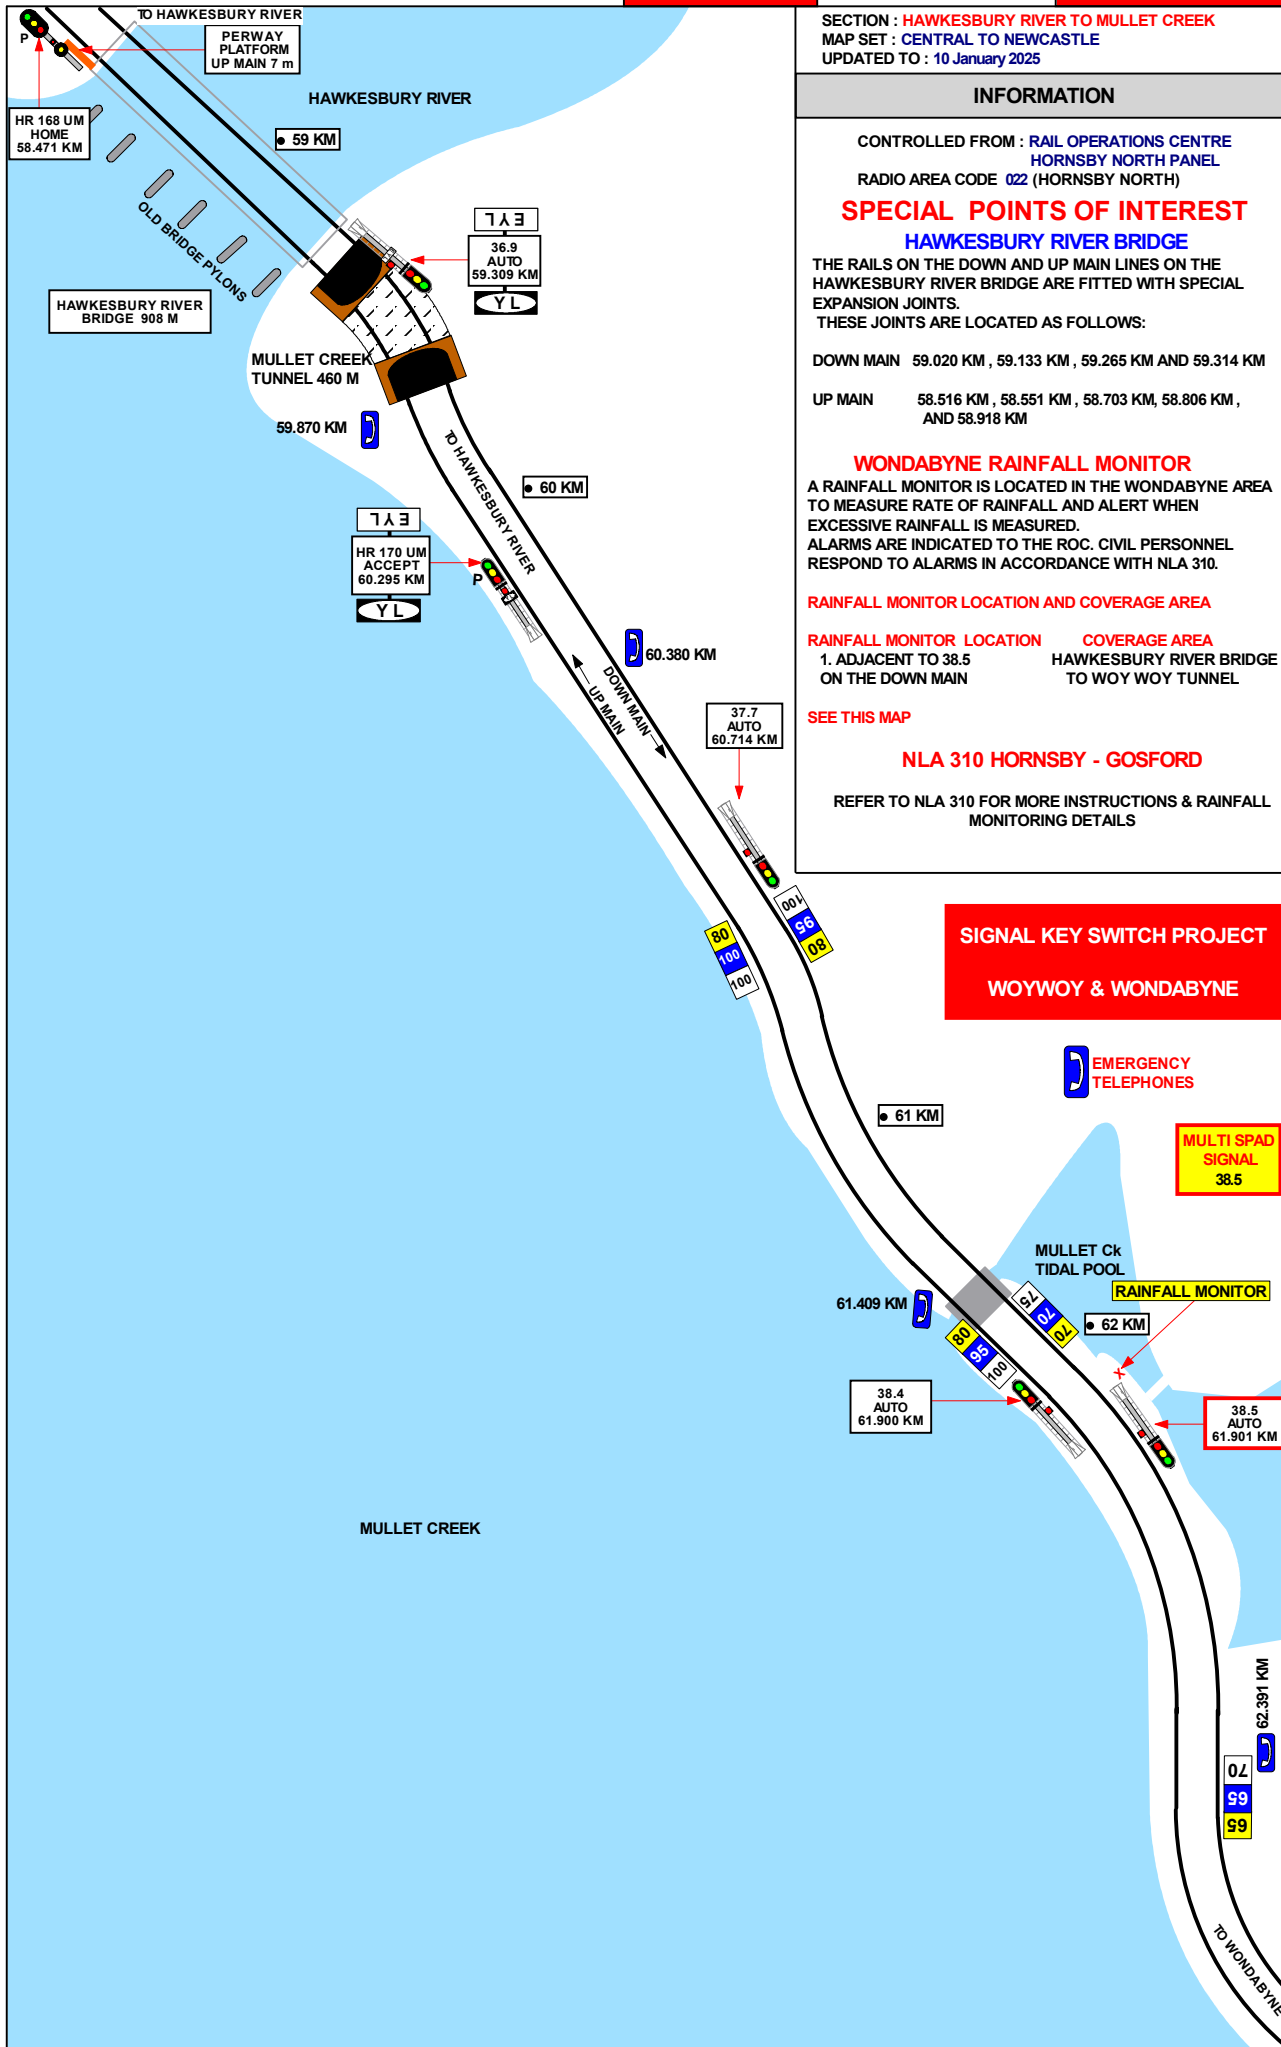 TO HAWKESBURY RIVER
P
PERWAY
PLATFORM
UP MAIN 7 m
HR 168 UM
HOME
58.471 KM
HAWKESBURY RIVER
59 KM
OLD BRIDGE PYLONS
HAWKESBURY RIVER
BRIDGE 908 M
EYL
36.9
AUTO
59.309 KM
YL
MULLET CREEK
TUNNEL 460 M
59.870 KM
TO HAWKESBURY RIVER
60 KM
EYL
HR 170 UM
ACCEPT
60.295 KM
YL
P
60.380 KM
UP MAIN
DOWN MAIN
37.7
AUTO
60.714 KM
100
95
80
80
100
100
61 KM
61.409 KM
MULLET Ck
TIDAL POOL
75
70
70
62 KM
RAINFALL MONITOR
X
80
95
100
38.4
AUTO
61.900 KM
38.5
AUTO
61.901 KM
MULLET CREEK
62.391 KM
70
65
65
TO WONDABYNE
SECTION : HAWKESBURY RIVER TO MULLET CREEK
MAP SET : CENTRAL TO NEWCASTLE
UPDATED TO : 10 January 2025
INFORMATION
CONTROLLED FROM : RAIL OPERATIONS CENTRE
HORNSBY NORTH PANEL
RADIO AREA CODE 022 (HORNSBY NORTH)
SPECIAL POINTS OF INTEREST
HAWKESBURY RIVER BRIDGE
THE RAILS ON THE DOWN AND UP MAIN LINES ON THE
HAWKESBURY RIVER BRIDGE ARE FITTED WITH SPECIAL
EXPANSION JOINTS.
THESE JOINTS ARE LOCATED AS FOLLOWS:
DOWN MAIN 59.020 KM , 59.133 KM , 59.265 KM AND 59.314 KM
UP MAIN 58.516 KM , 58.551 KM , 58.703 KM, 58.806 KM ,
AND 58.918 KM
WONDABYNE RAINFALL MONITOR
A RAINFALL MONITOR IS LOCATED IN THE WONDABYNE AREA
TO MEASURE RATE OF RAINFALL AND ALERT WHEN
EXCESSIVE RAINFALL IS MEASURED.
ALARMS ARE INDICATED TO THE ROC. CIVIL PERSONNEL
RESPOND TO ALARMS IN ACCORDANCE WITH NLA 310.
RAINFALL MONITOR LOCATION AND COVERAGE AREA
RAINFALL MONITOR LOCATION COVERAGE AREA
1. ADJACENT TO 38.5 HAWKESBURY RIVER BRIDGE
ON THE DOWN MAIN TO WOY WOY TUNNEL
SEE THIS MAP
NLA 310 HORNSBY - GOSFORD
REFER TO NLA 310 FOR MORE INSTRUCTIONS & RAINFALL
MONITORING DETAILS
SIGNAL KEY SWITCH PROJECT
WOYWOY & WONDABYNE
EMERGENCY
TELEPHONES
MULTI SPAD
SIGNAL
38.5